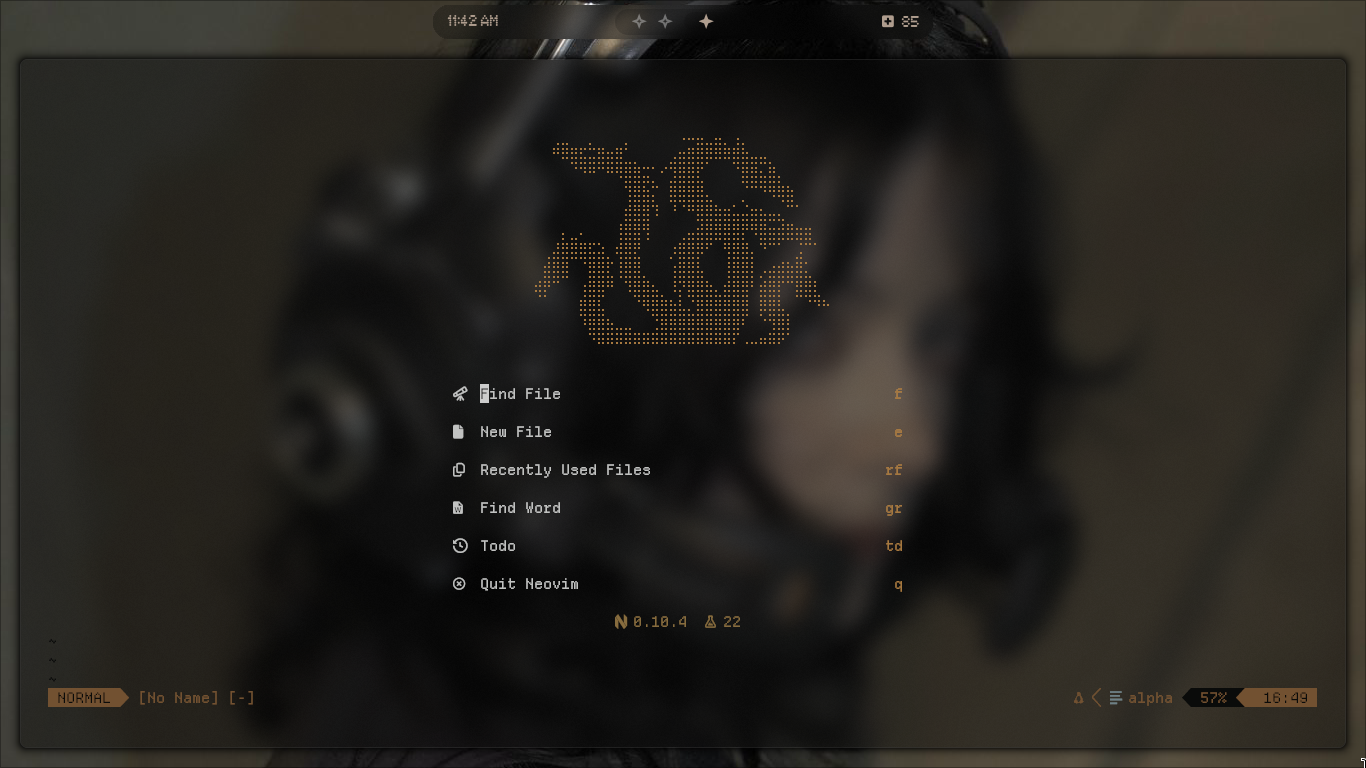 11:42 AM 85
Find File f
New File e
Recently Used Files rf
Find Word gr
Todo td
Quit Neovim q
0.10.4 22
~
~
~
NORMAL [No Name] [-] alpha 57% 16:49